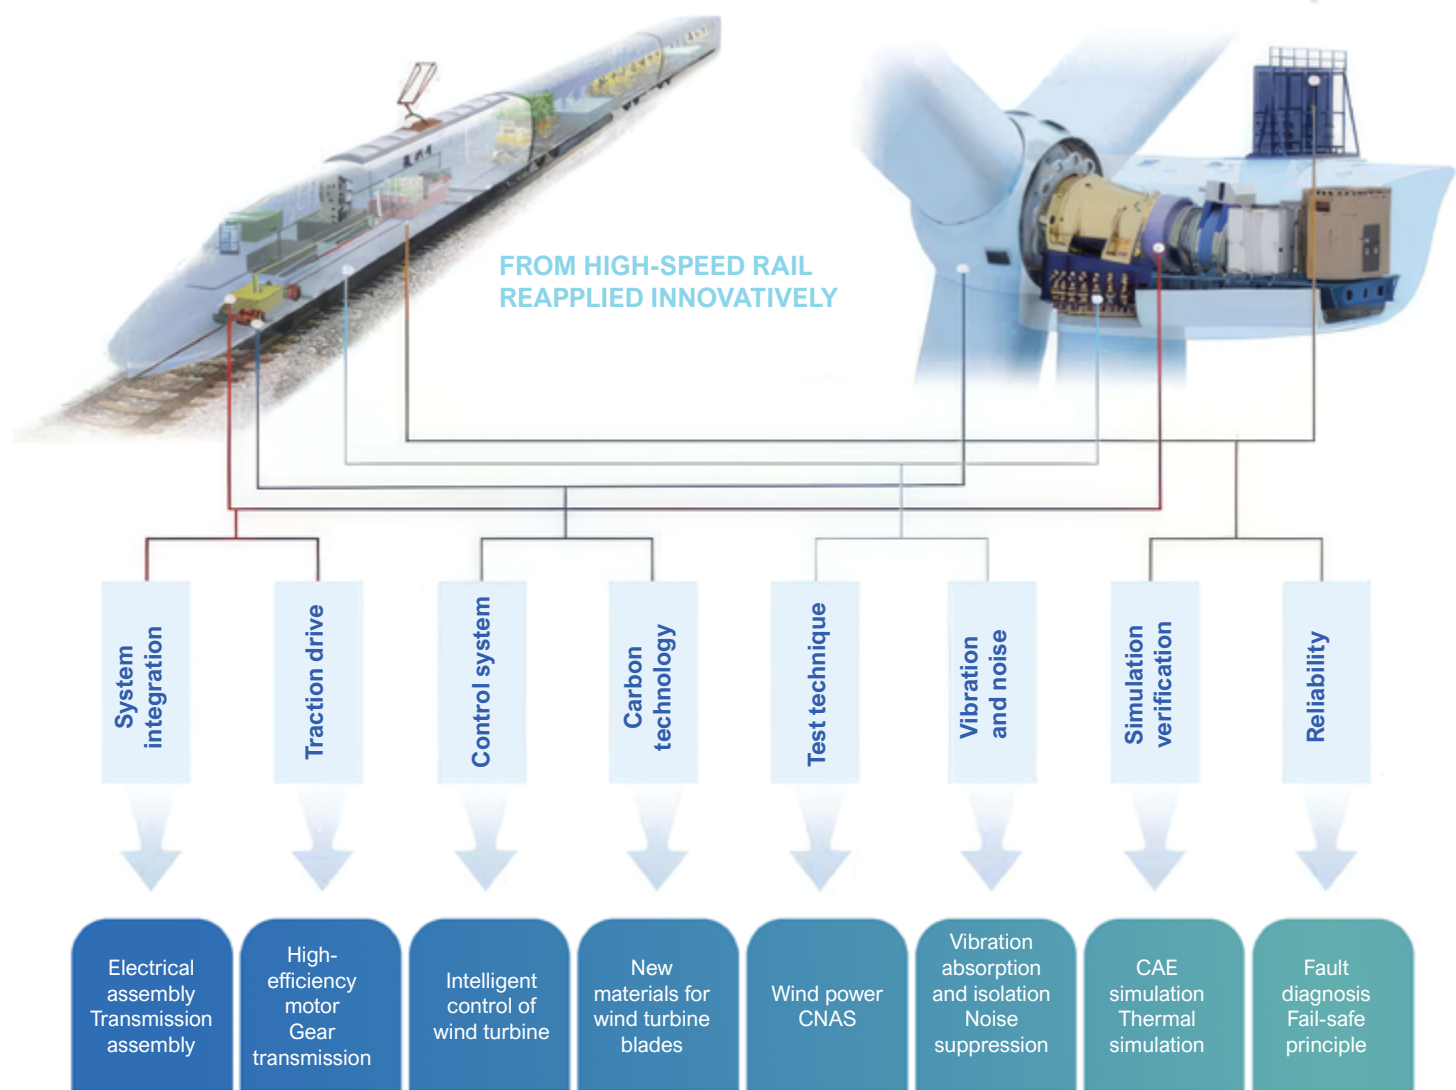 FROM HIGH-SPEED RAIL
REAPPLIED INNOVATIVELY
System
integration
Traction drive
Control system
Carbon
technology
Test technique
Vibration
and noise
Simulation
verification
Reliability
Electrical
assembly
Transmission
assembly
High-
efficiency
motor
Gear
transmission
Intelligent
control of
wind turbine
New
materials for
wind turbine
blades
Wind power
CNAS
Vibration
absorption
and isolation
Noise
suppression
CAE
simulation
Thermal
simulation
Fault
diagnosis
Fail-safe
principle